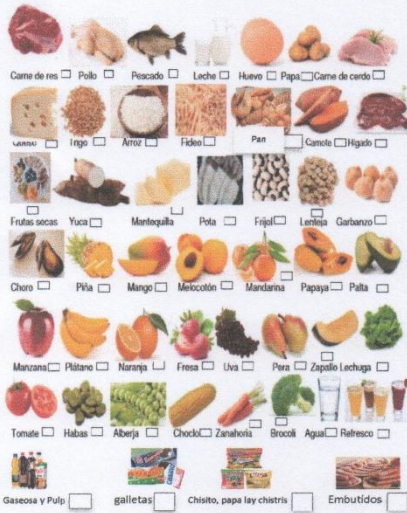 Carne de res Pollo Pescado Leche Huevo Papa Carne de cerdo
Queso Trigo Arroz Fideo Pan Camote Higado
Frutas secas Yuca Mantequilla Pota Frijol Lenteja Garbanzo
Choro Piña Mango Melocotón Mandarina Papaya Palta
Manzana Plátano Naranja Fresa Uva Pera Zapallo Lechuga
Tomate Habas Alberja Choclo Zanahoria Brocoli Agua Refresco
Gaseosa y Pulp galletas Chisito, papa lay chistris Embutidos